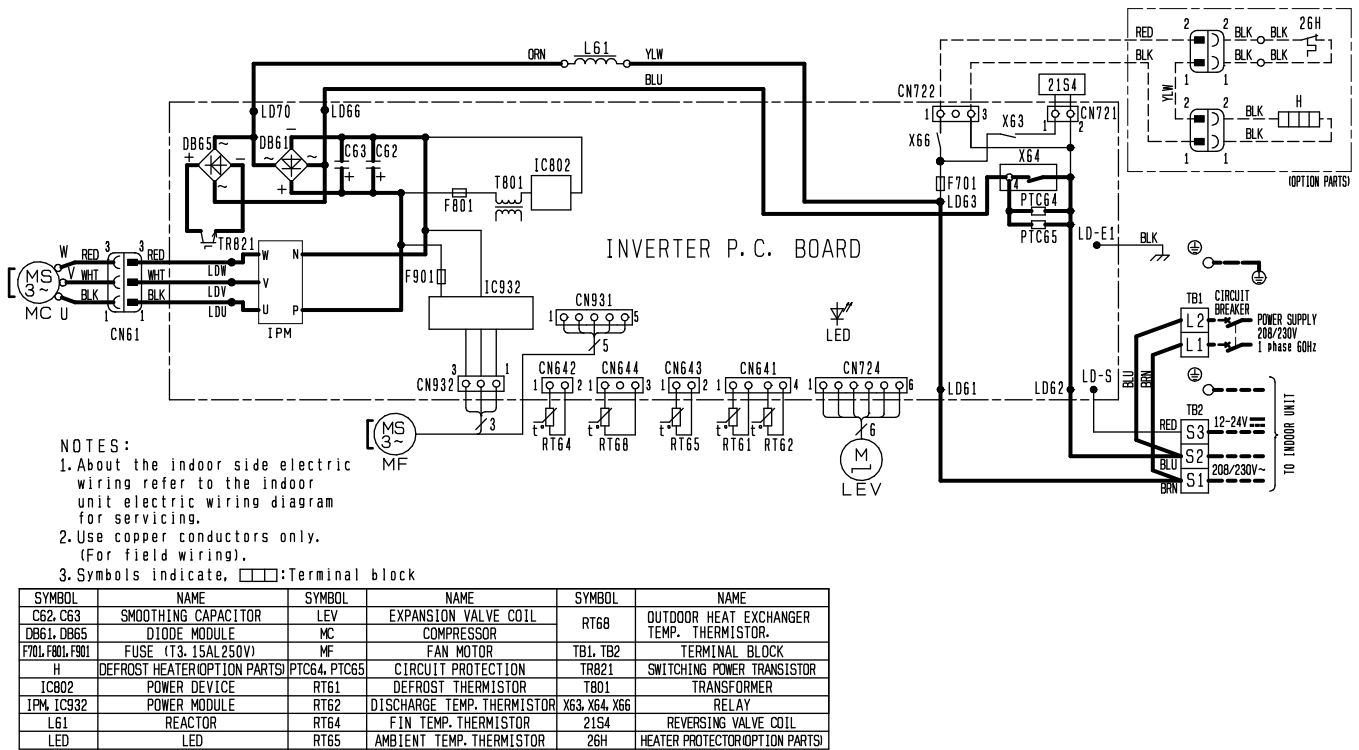 L61
ORN
YLW
BLU
RED
BLK
2 2 BLK BLK 26H
BLK BLK
1 1
YLW
2 2 BLK H
BLK
1 1
(OPTION PARTS)
LD70
LD66
CN722
1 3
21S4
CN721
1 2
X63
X66
X64
4
DB65
DB61
~ ~ + −
− ~ ~ +
C63 C62
+ +
IC802
T801
F801
F701
LD63
PTC64
PTC65
TR821
INVERTER P. C. BOARD
LD-E1
BLK
W RED RED LDW W N
V WHT WHT LDV V
U BLK BLK LDU U P
MS
3~
MC
3 3
1 1
CN61
IPM
F901
IC932
CN931
1 5
5
LED
TB1
CIRCUIT
BREAKER
L2
L1
POWER SUPPLY
208/230V
1 phase 60Hz
BLU
BRN
3 1
CN932
3
CN642
1 2
t°
RT64
CN644
1 3
t°
RT68
CN643
1 2
t°
RT65
CN641
1 4
t° t°
RT61 RT62
CN724
1 6
6
M
LEV
LD61
LD62
LD-S
TB2
RED S3 12-24V
BLU S2
BRN S1 208/230V~
TO INDOOR UNIT
MS
3~
MF
NOTES:
1. About the indoor side electric
wiring refer to the indoor
unit electric wiring diagram
for servicing.
2. Use copper conductors only.
(For field wiring).
3. Symbols indicate, :Terminal block
SYMBOL NAME SYMBOL NAME SYMBOL NAME
C62, C63 SMOOTHING CAPACITOR LEV EXPANSION VALVE COIL RT68 OUTDOOR HEAT EXCHANGER
TEMP. THERMISTOR.
DB61, DB65 DIODE MODULE MC COMPRESSOR
F701, F801, F901 FUSE (T3. 15AL250V) MF FAN MOTOR TB1, TB2 TERMINAL BLOCK
H DEFROST HEATER(OPTION PARTS) PTC64, PTC65 CIRCUIT PROTECTION TR821 SWITCHING POWER TRANSISTOR
IC802 POWER DEVICE RT61 DEFROST THERMISTOR T801 TRANSFORMER
IPM, IC932 POWER MODULE RT62 DISCHARGE TEMP. THERMISTOR X63, X64, X66 RELAY
L61 REACTOR RT64 FIN TEMP. THERMISTOR 21S4 REVERSING VALVE COIL
LED LED RT65 AMBIENT TEMP. THERMISTOR 26H HEATER PROTECTOR(OPTION PARTS)